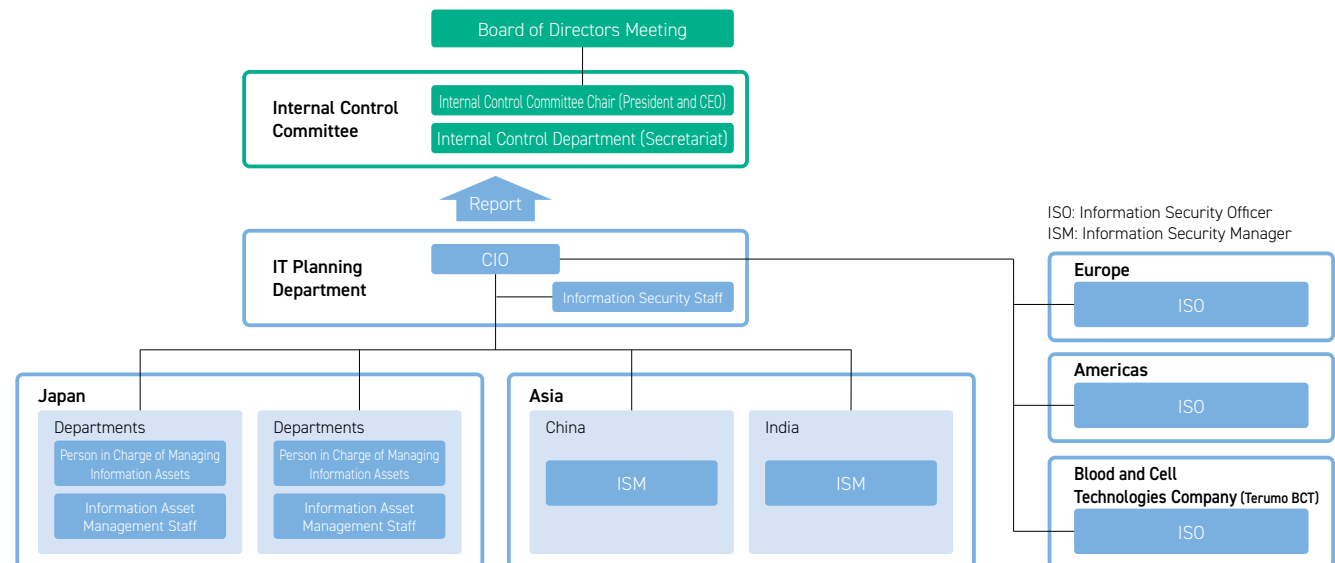 Board of Directors Meeting
Internal Control
Committee
Internal Control Committee Chair (President and CEO)
Internal Control Department (Secretariat)
Report
IT Planning
Department
CIO
Information Security Staff
ISO: Information Security Officer
ISM: Information Security Manager
Europe
ISO
Americas
ISO
Blood and Cell
Technologies Company (Terumo BCT)
ISO
Japan
Departments
Person in Charge of Managing
Information Assets
Information Asset
Management Staff
Departments
Person in Charge of Managing
Information Assets
Information Asset
Management Staff
Asia
China
ISM
India
ISM